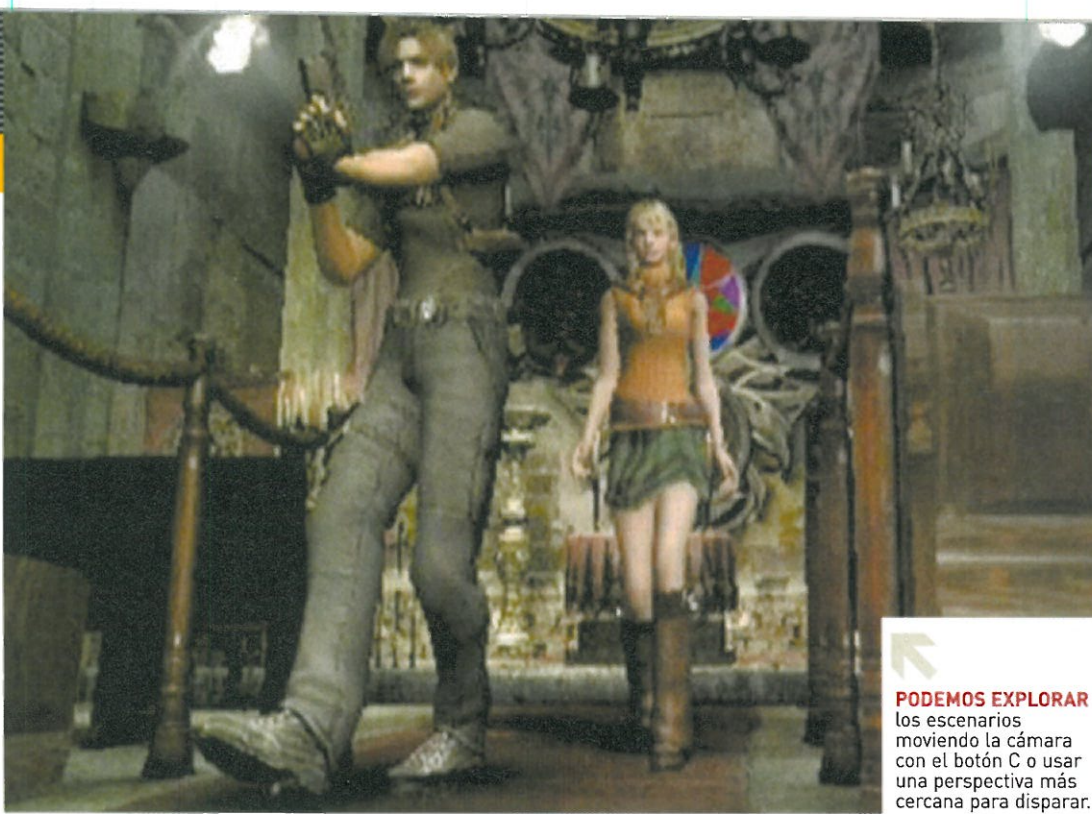 PODEMOS EXPLORAR
los escenarios
moviendo la cámara
con el botón C o usar
una perspectiva más
cercana para disparar.